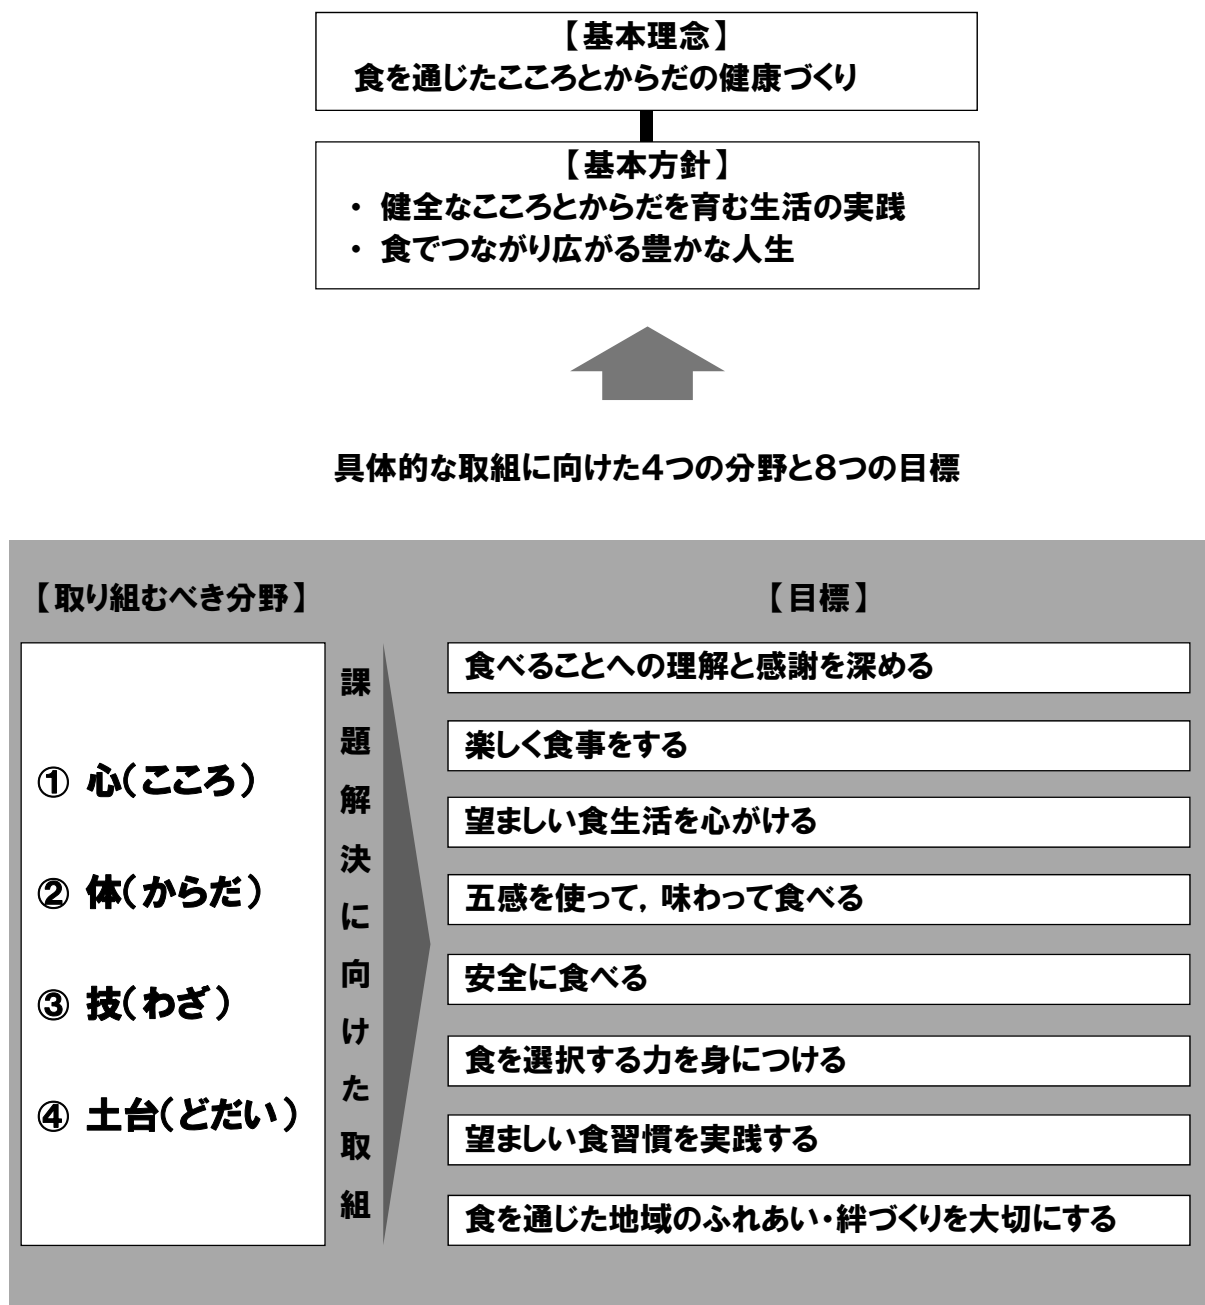 【基本理念】
食を通じたこころとからだの健康づくり
【基本方針】
・ 健全なこころとからだを育む生活の実践
・ 食でつながり広がる豊かな人生
具体的な取組に向けた4つの分野と8つの目標
【取り組むべき分野】
① 心(こころ)
② 体(からだ)
③ 技(わざ)
④ 土台(どだい)
課題解決に向けた取組
【目標】
食べることへの理解と感謝を深める
楽しく食事をする
望ましい食生活を心がける
五感を使って, 味わって食べる
安全に食べる
食を選択する力を身につける
望ましい食習慣を実践する
食を通じた地域のふれあい・絆づくりを大切にする